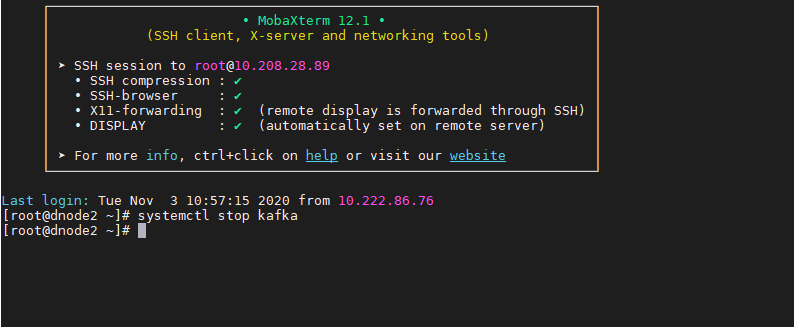 • MobaXterm 12.1 •
(SSH client, X-server and networking tools)
➤ SSH session to root@10.208.28.89
• SSH compression : ✔
• SSH-browser : ✔
• X11-forwarding : ✔ (remote display is forwarded through SSH)
• DISPLAY : ✔ (automatically set on remote server)
➤ For more info, ctrl+click on help or visit our website
Last login: Tue Nov  3 10:57:15 2020 from 10.222.86.76
[root@dnode2 ~]# systemctl stop kafka
[root@dnode2 ~]#